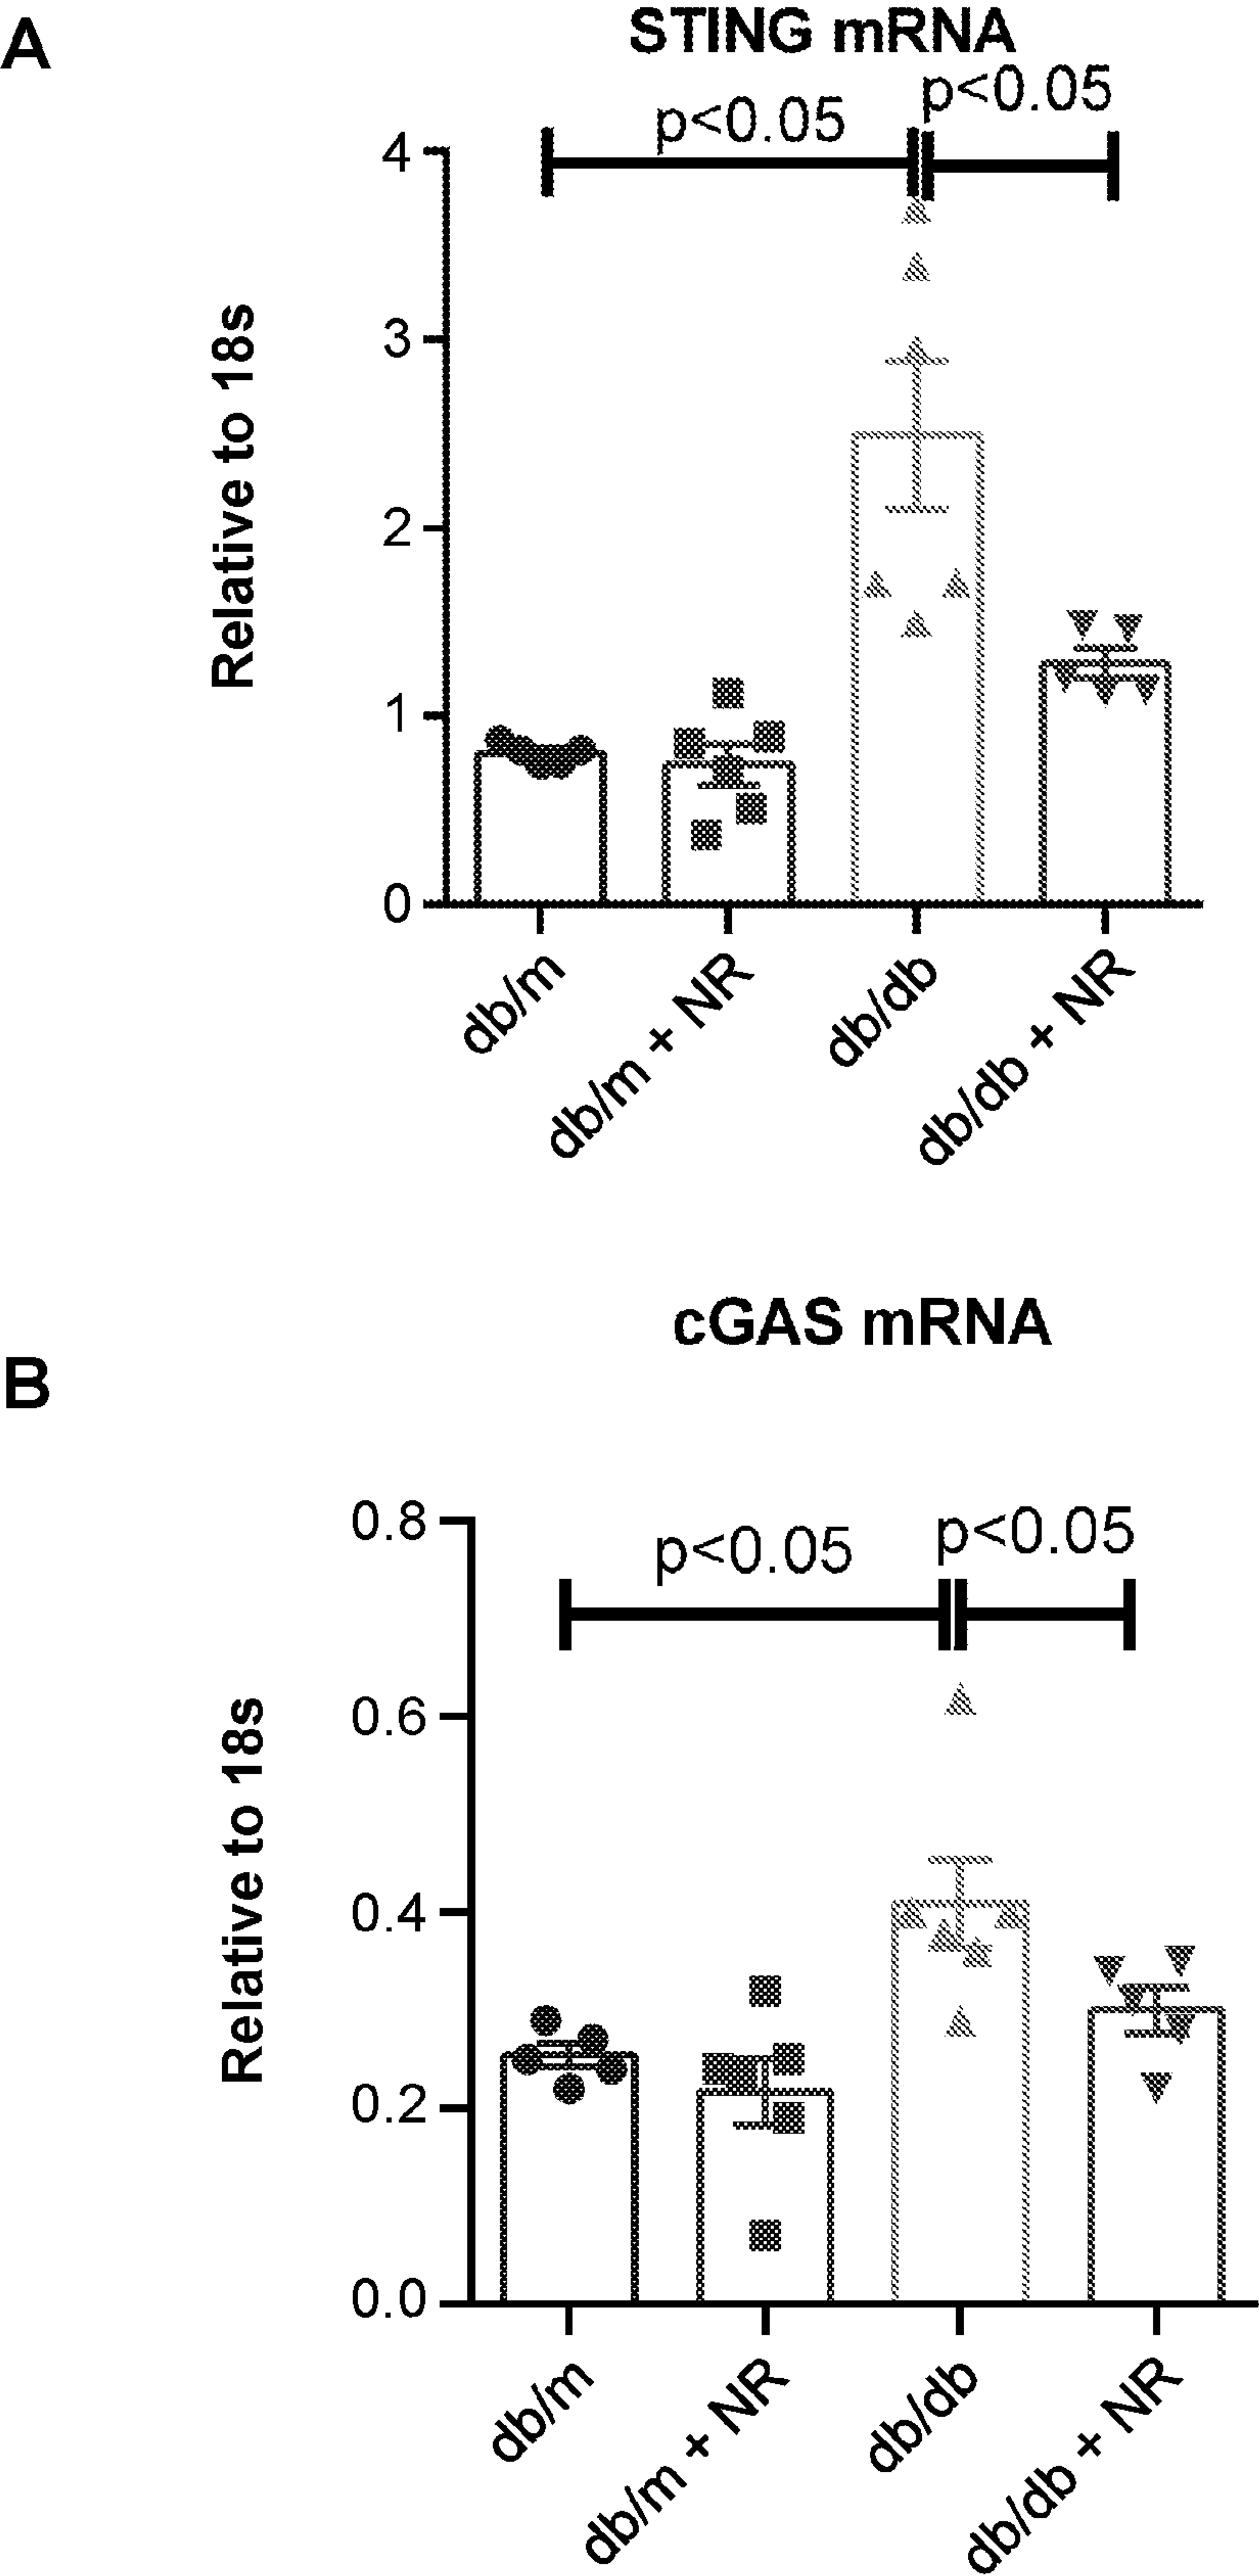 A
STING mRNA
p<0.05
p<0.05
Relative to 18s
4
3
2
1
0
db/m
db/m + NR
db/db
db/db + NR
cGAS mRNA
B
p<0.05
p<0.05
Relative to 18s
0.8
0.6
0.4
0.2
0.0
db/m
db/m + NR
db/db
db/db + NR